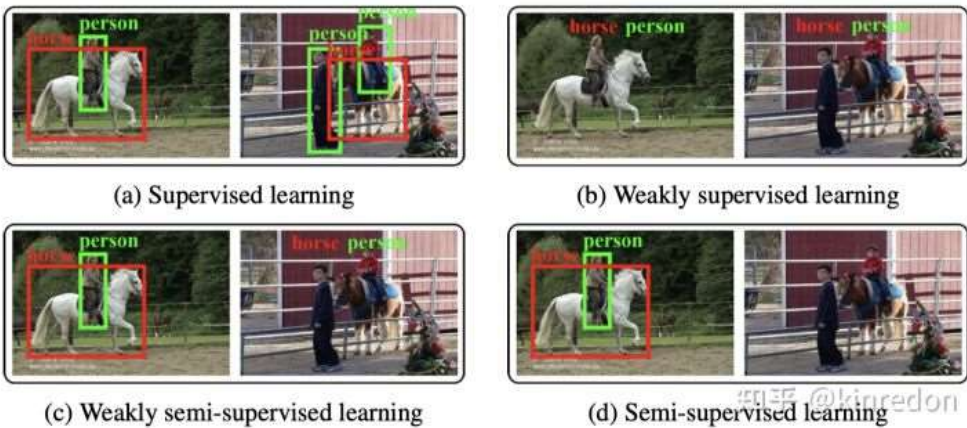 horse person
person
person
horse
horse person
horse person
(a) Supervised learning
(b) Weakly supervised learning
horse person
horse person
horse person
(c) Weakly semi-supervised learning
(d) Semi-supervised learning
知乎 @kinredon